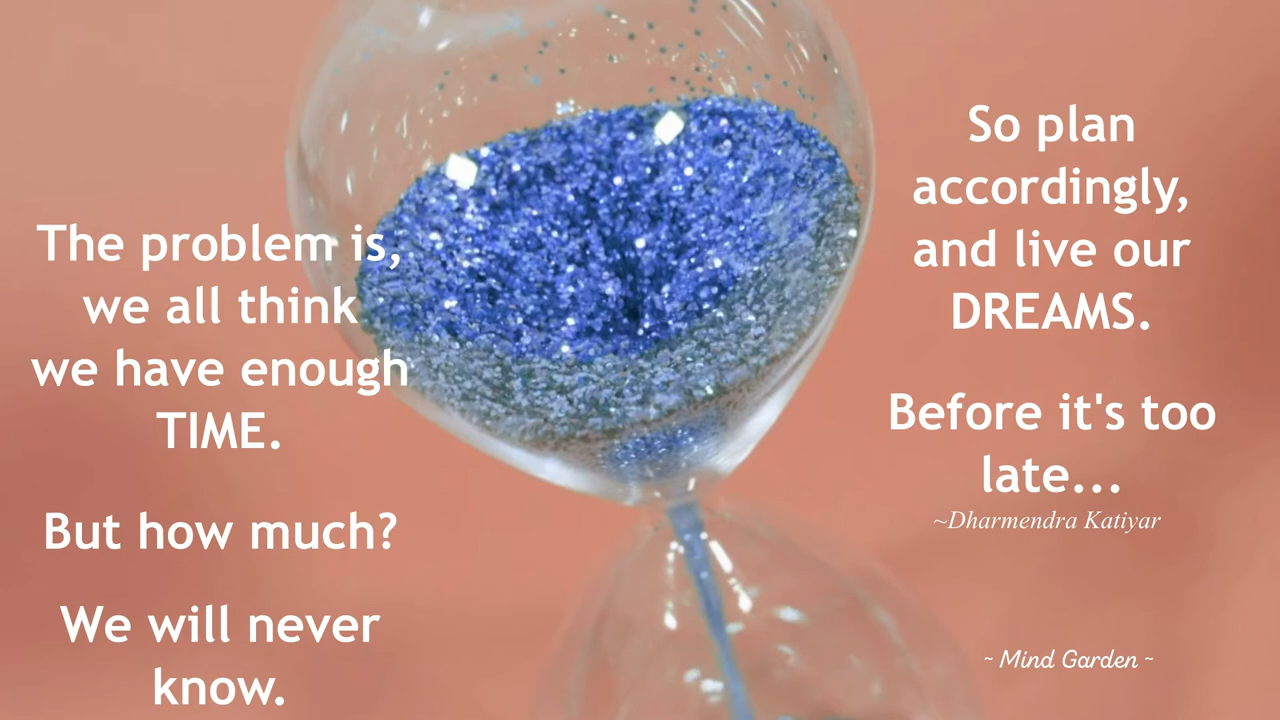 The problem is,
we all think
we have enough
TIME.
But how much?
We will never
know.
So plan
accordingly,
and live our
DREAMS.
Before it's too
late...
~Dharmendra Katiyar
~ Mind Garden ~